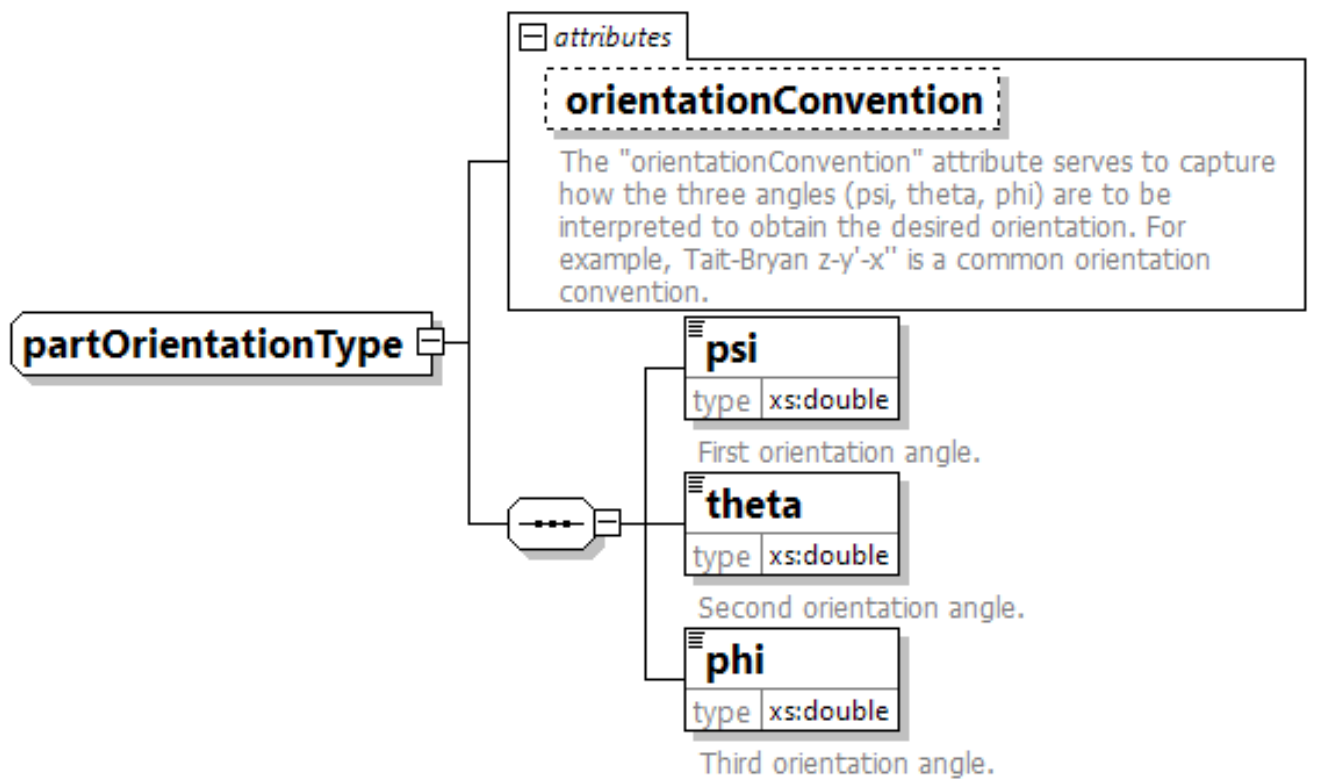 attributes
orientationConvention
The "orientationConvention" attribute serves to capture
how the three angles (psi, theta, phi) are to be
interpreted to obtain the desired orientation. For
example, Tait-Bryan z-y'-x'' is a common orientation
convention.
partOrientationType
psi
type xs:double
First orientation angle.
theta
type xs:double
Second orientation angle.
phi
type xs:double
Third orientation angle.